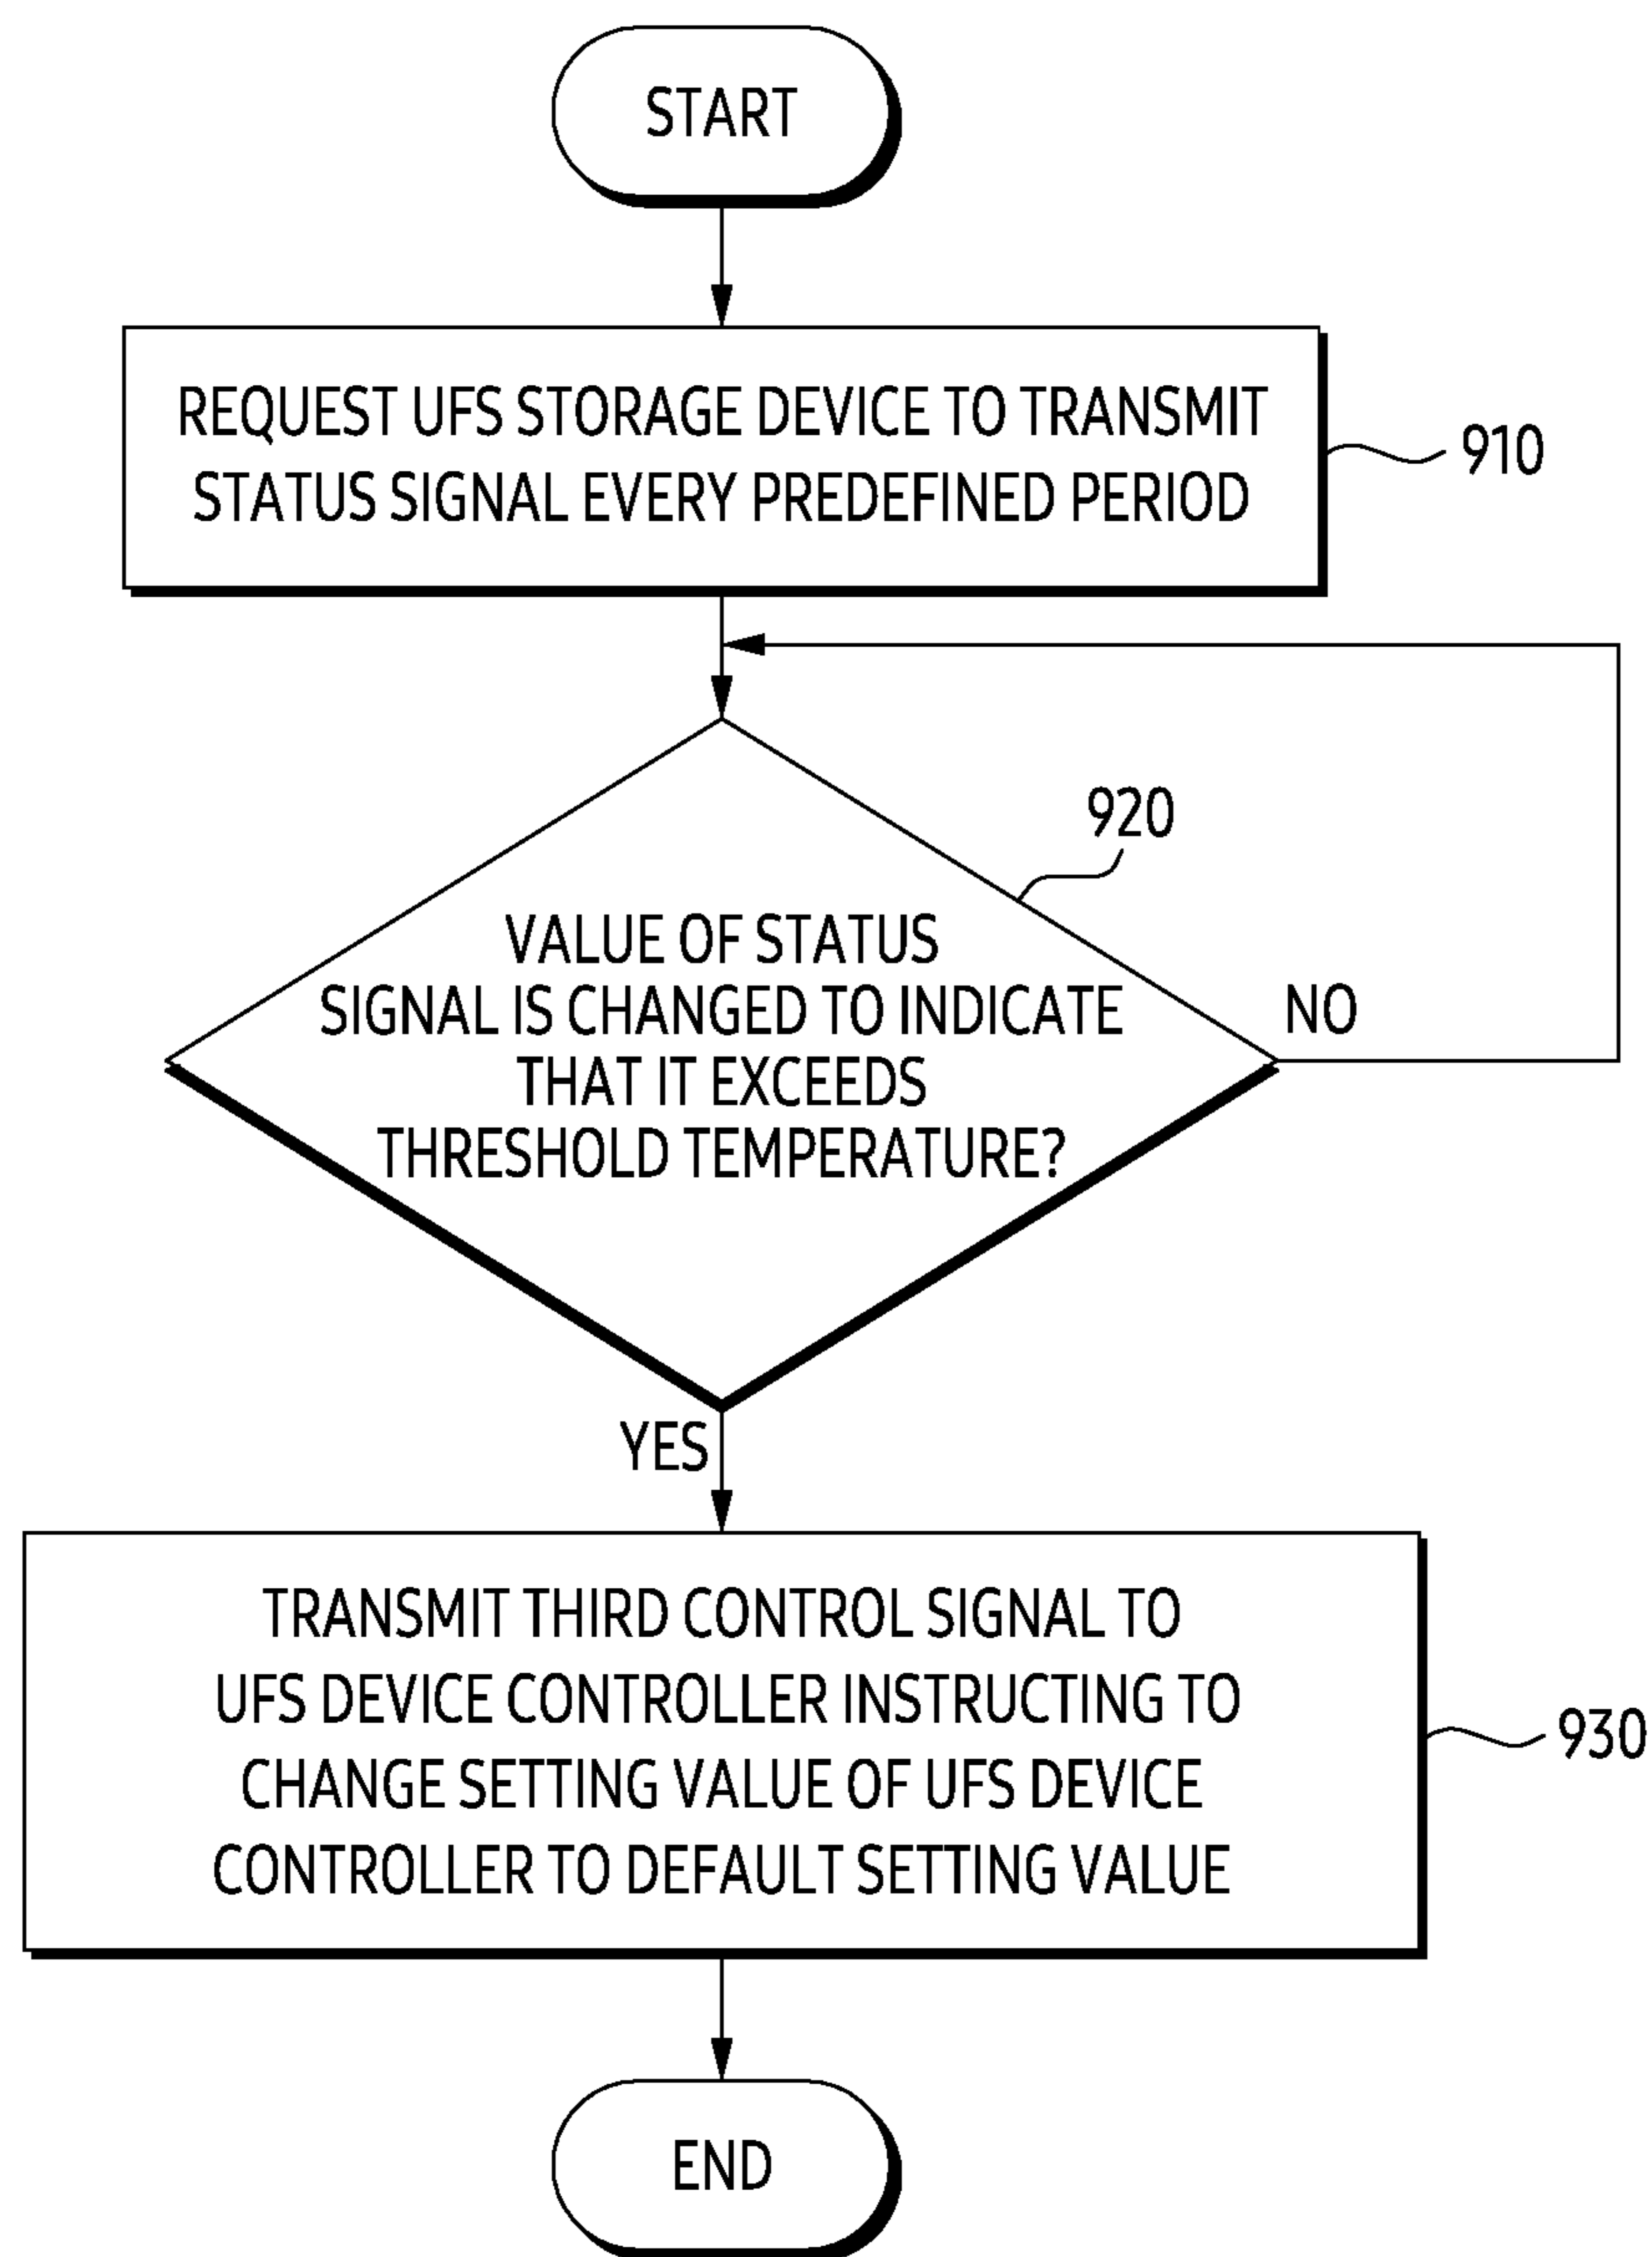 START
REQUEST UFS STORAGE DEVICE TO TRANSMIT
STATUS SIGNAL EVERY PREDEFINED PERIOD
910
920
VALUE OF STATUS
SIGNAL IS CHANGED TO INDICATE
THAT IT EXCEEDS
THRESHOLD TEMPERATURE?
NO
YES
TRANSMIT THIRD CONTROL SIGNAL TO
UFS DEVICE CONTROLLER INSTRUCTING TO
CHANGE SETTING VALUE OF UFS DEVICE
CONTROLLER TO DEFAULT SETTING VALUE
930
END